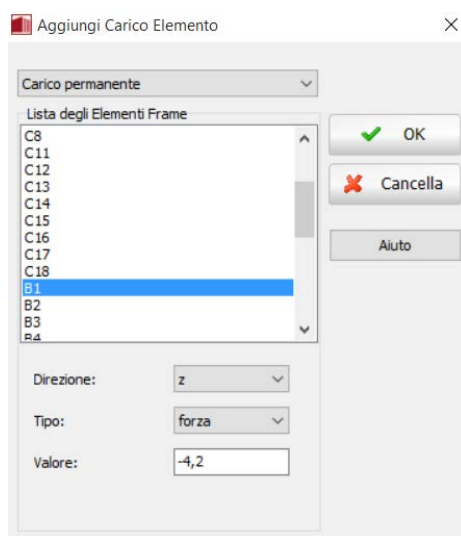 Aggiungi Carico Elemento
Carico permanente
Lista degli Elementi Frame
C8
C11
C12
C13
C14
C15
C16
C17
C18
B1
B2
B3
B4
OK
Cancella
Aiuto
Direzione: z
Tipo: forza
Valore: -4,2